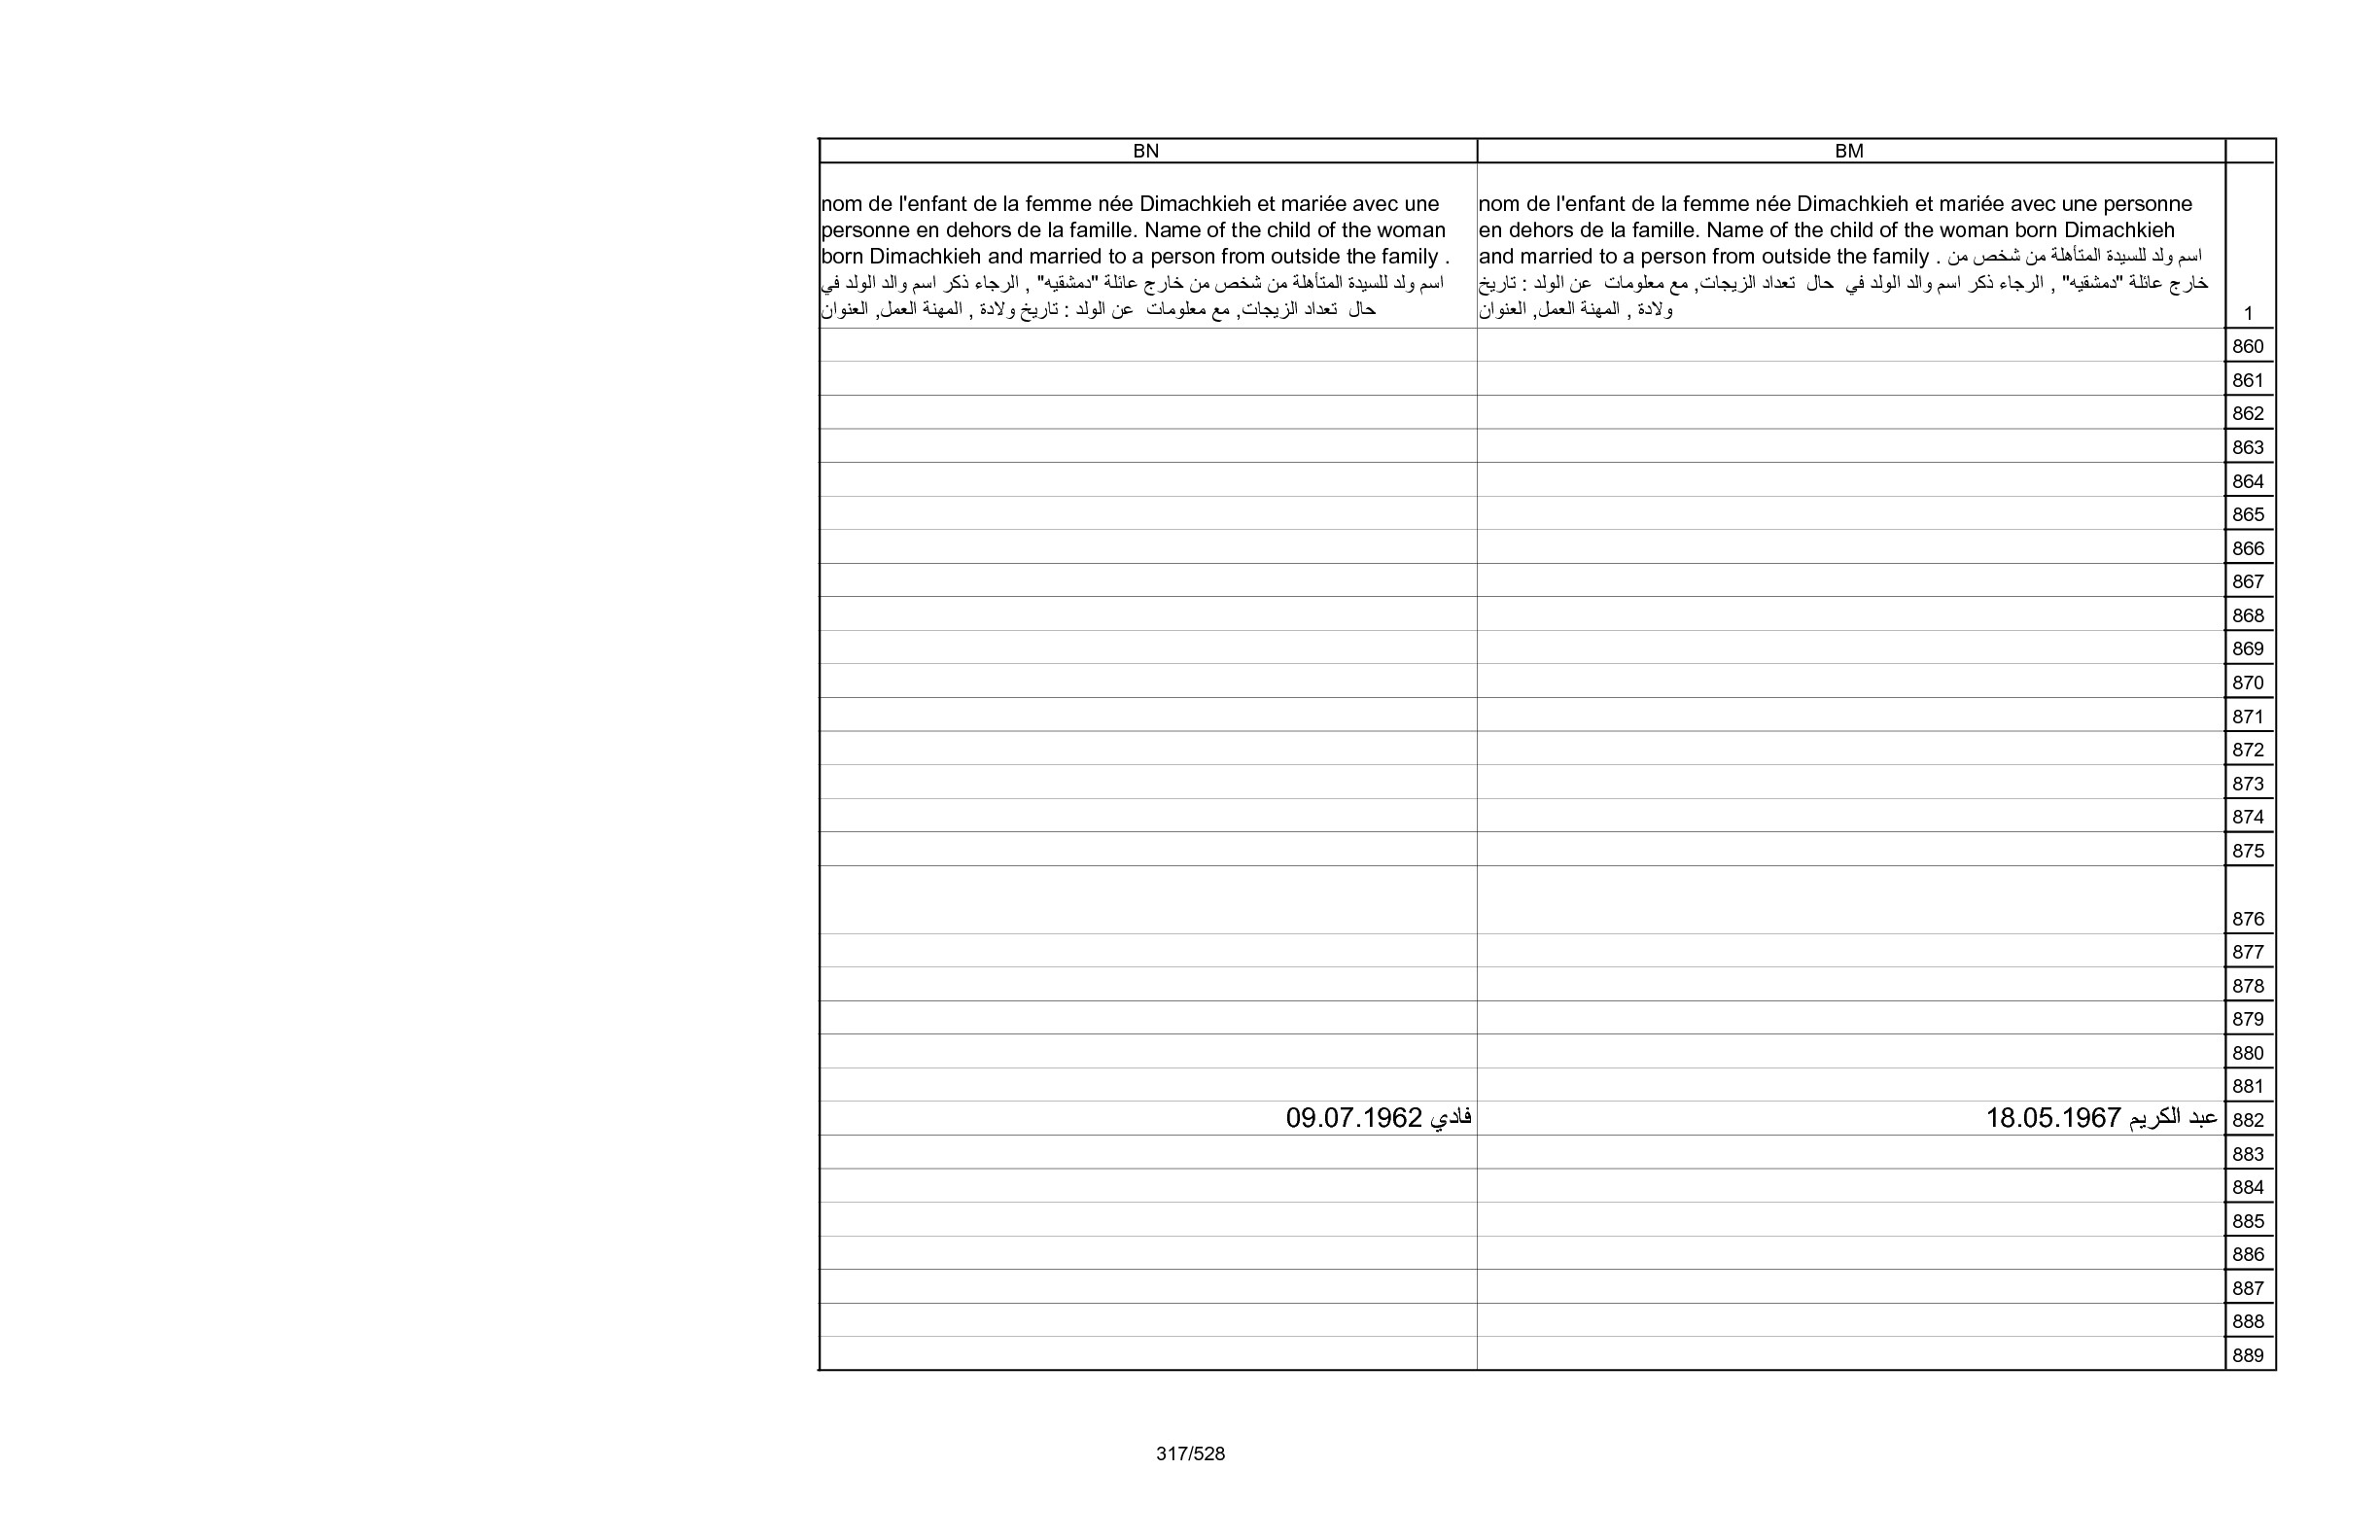 BM
BN
nom de l'enfant de la femme née Dimachkieh et mariée avec une personne
en dehors de la famille. Name of the child of the woman born Dimachkieh
and married to a person from outside the family . اسم ولد للسيدة المتأهلة من شخص من
خارج عائلة "دمشقيه" , الرجاء ذكر اسم والد الولد في حال تعداد الزيجات, مع معلومات عن الولد : تاريخ
ولادة , المهنة العمل, العنوان
nom de l'enfant de la femme née Dimachkieh et mariée avec une
personne en dehors de la famille. Name of the child of the woman
born Dimachkieh and married to a person from outside the family .
اسم ولد للسيدة المتأهلة من شخص من خارج عائلة "دمشقيه" , الرجاء ذكر اسم والد الولد في
حال تعداد الزيجات, مع معلومات عن الولد : تاريخ ولادة , المهنة العمل, العنوان
1
860
861
862
863
864
865
866
867
868
869
870
871
872
873
874
875
876
877
878
879
880
881
882 عبد الكريم 18.05.1967 فادي 09.07.1962
883
884
885
886
887
888
889
317/528